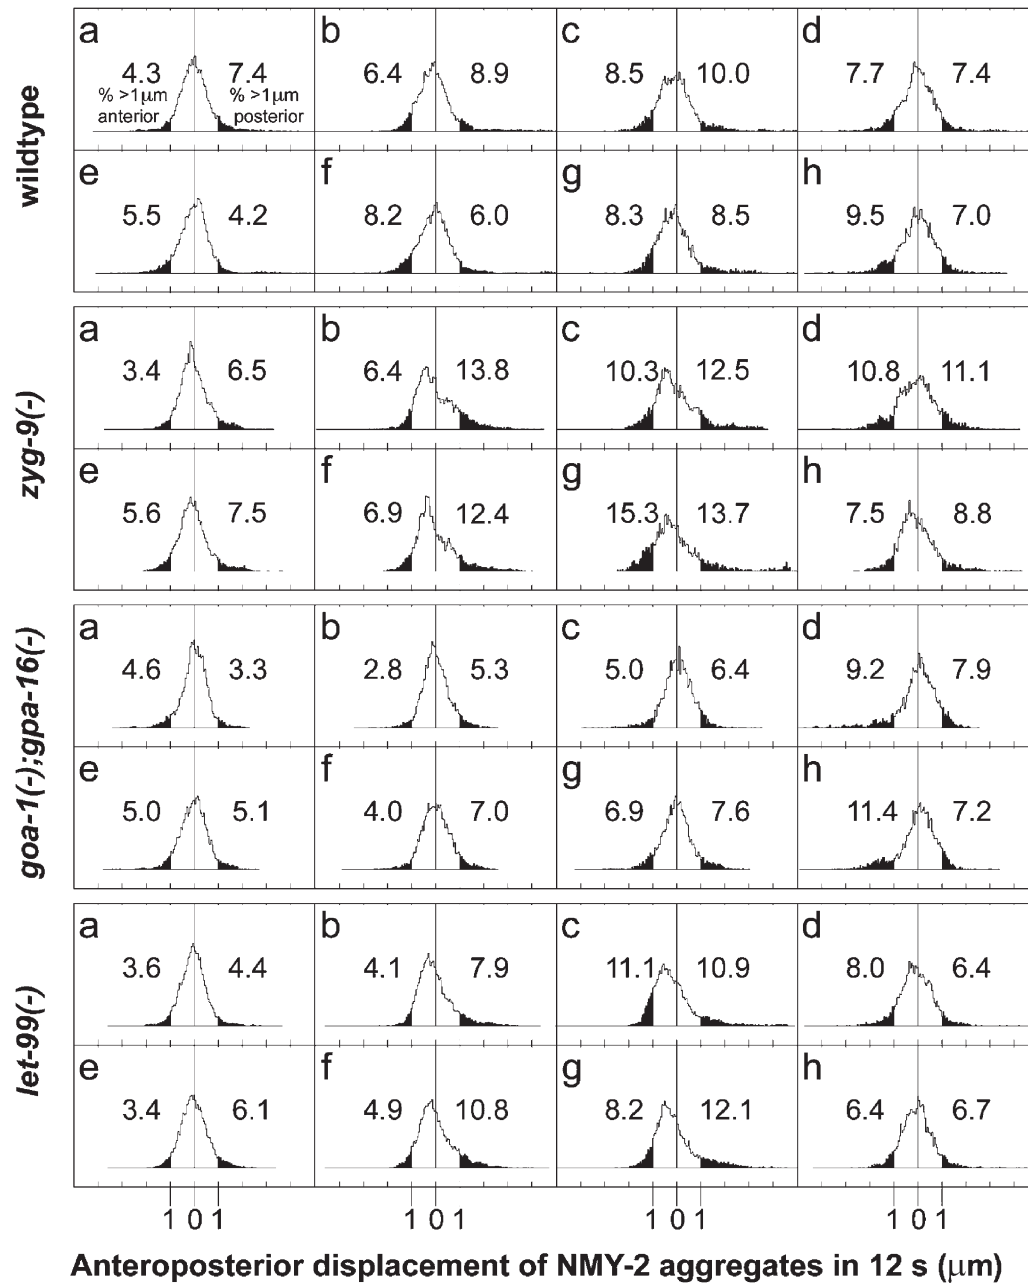 wildtype
a
b
c
d
4.3
7.4
6.4
8.9
8.5
10.0
7.7
7.4
% >1μm
anterior
% >1μm
posterior
e
f
g
h
5.5
4.2
8.2
6.0
8.3
8.5
9.5
7.0
zyg-9(-)
a
b
c
d
3.4
6.5
6.4
13.8
10.3
12.5
10.8
11.1
e
f
g
h
5.6
7.5
6.9
12.4
15.3
13.7
7.5
8.8
goa-1(-);gpa-16(-)
a
b
c
d
4.6
3.3
2.8
5.3
5.0
6.4
9.2
7.9
e
f
g
h
5.0
5.1
4.0
7.0
6.9
7.6
11.4
7.2
let-99(-)
a
b
c
d
3.6
4.4
4.1
7.9
11.1
10.9
8.0
6.4
e
f
g
h
3.4
6.1
4.9
10.8
8.2
12.1
6.4
6.7
1 0 1
1 0 1
1 0 1
1 0 1
Anteroposterior displacement of NMY-2 aggregates in 12 s (μm)